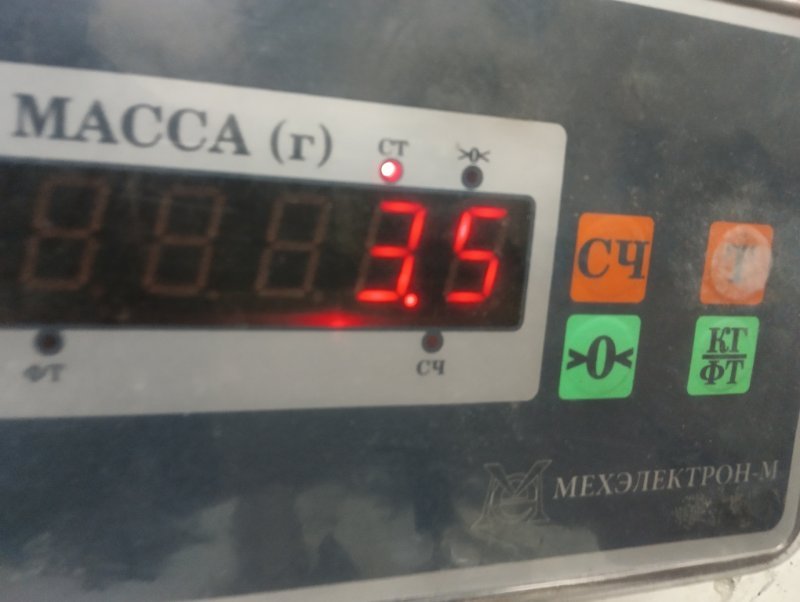 МАССА (г)
СТ
>0<
3.5
СЧ
Т
ФТ
СЧ
>0<
КГ
ФТ
МЕХЭЛЕКТРОН-М